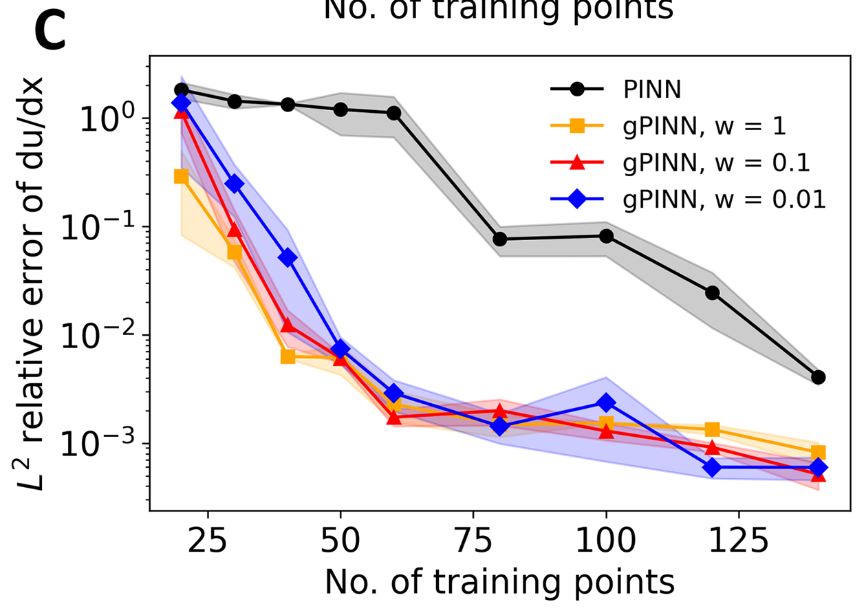 No. of training points
C
L² relative error of du/dx
10⁰
10⁻¹
10⁻²
10⁻³
PINN
gPINN, w = 1
gPINN, w = 0.1
gPINN, w = 0.01
25 50 75 100 125
No. of training points